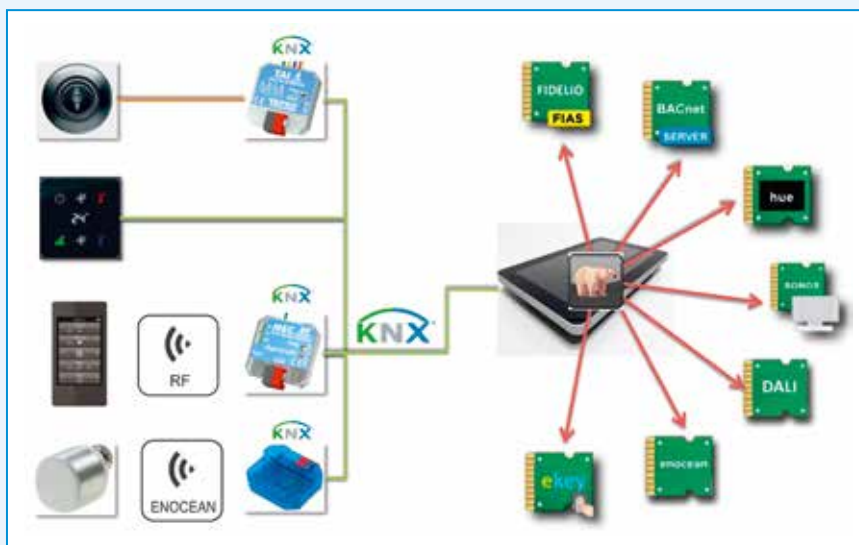 KNX
KNX
RF
KNX
ENOCEAN
KNX
FIDELIO
FIAS
BACnet
SERVER
hue
SONOS
DALI
enocean
ekey